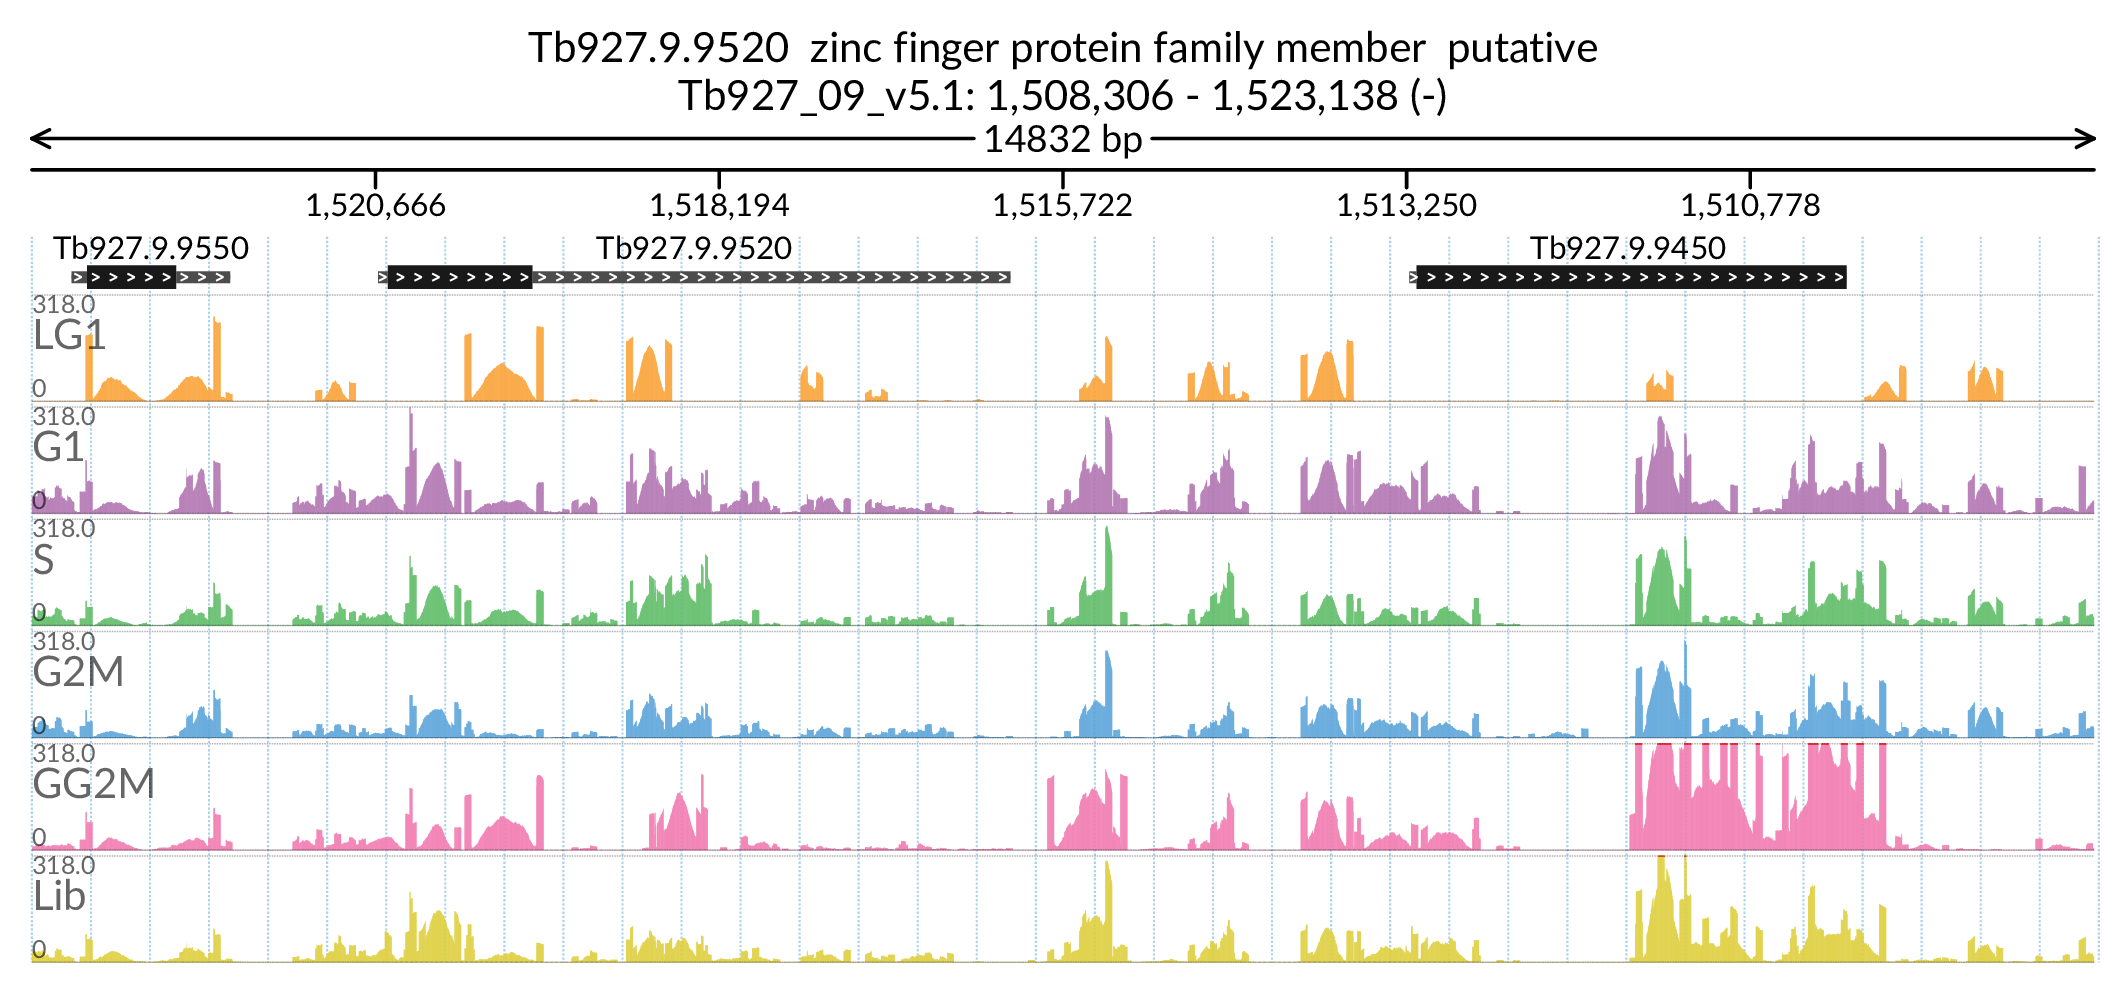 Tb927.9.9520  zinc finger protein family member  putative
Tb927_09_v5.1: 1,508,306 - 1,523,138 (-)
14832 bp
1,520,666 1,518,194 1,515,722 1,513,250 1,510,778
Tb927.9.9550 Tb927.9.9520 Tb927.9.9450
318.0
LG1
0
318.0
G1
0
318.0
S
0
318.0
G2M
0
318.0
GG2M
0
318.0
Lib
0